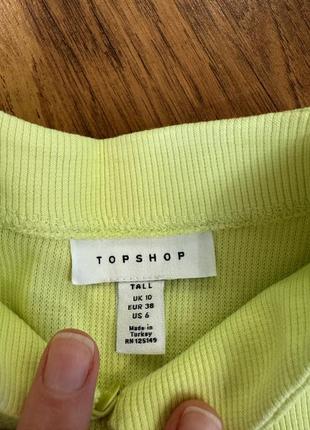 TOPSHOP
TALL
UK 10
EUR 38
US 6
Made in
Turkey
RN 125149